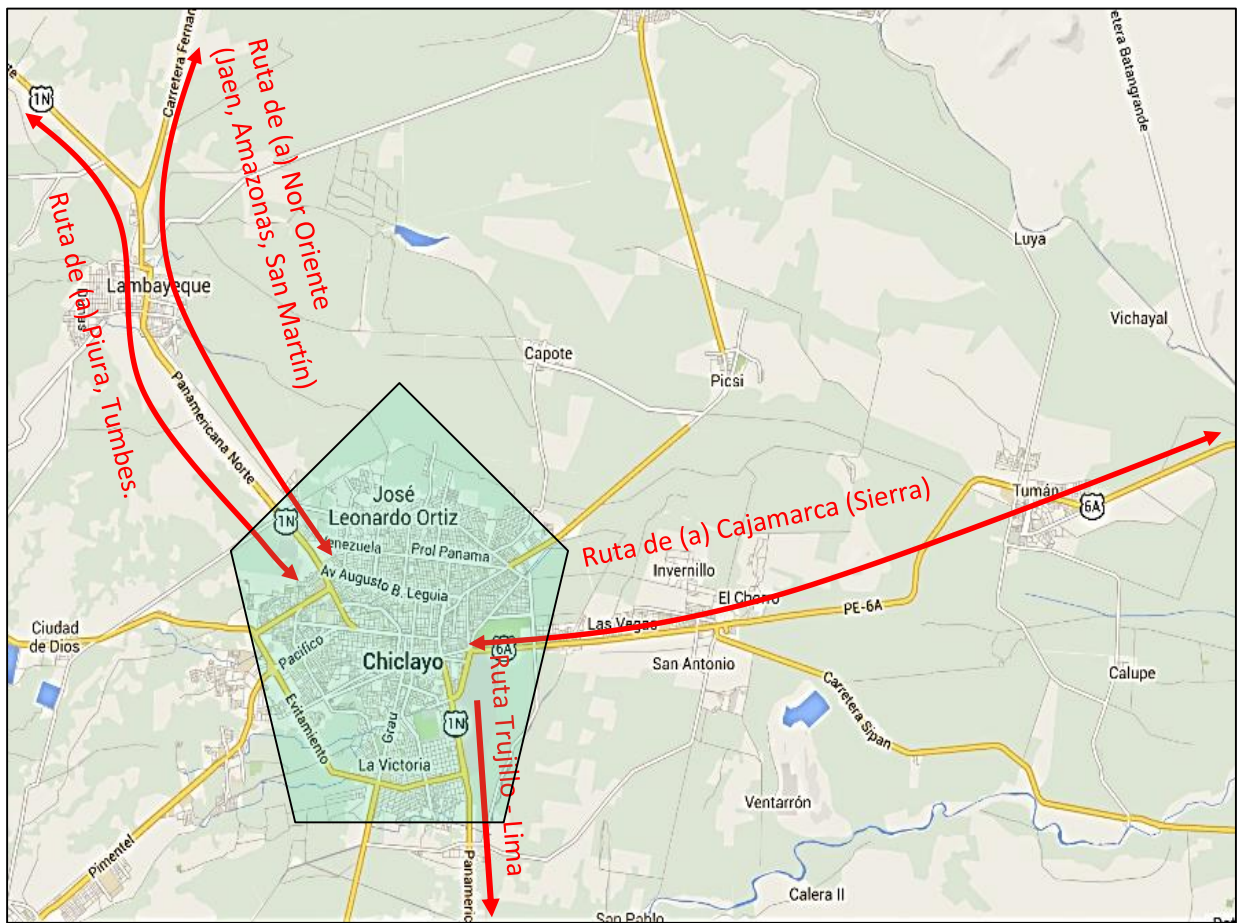 Carretera Fernan
Ruta de (a) Nor Oriente
(Jaen, Amazonas, San Martín)
etera Batangrande
1N
Ruta de (a) Piura, Tumbes.
Lambayeque
Luya
Vichayal
Capote
Picsi
Panamericana Norte
José
Leonardo Ortiz
1N
Venezuela
Prol Panama
Av Augusto B. Leguia
Tumán
6A
Ruta de (a) Cajamarca (Sierra)
Invernillo
El Chorro
PE-6A
Las Vegas
Ciudad
de Dios
Pacifico
Chiclayo
6A
San Antonio
Calupe
Carretera Sipan
Ruta Trujillo - Lima
Evitamiento
Grau
1N
La Victoria
Ventarrón
Pimentel
Panameric
Calera II
San Pablo